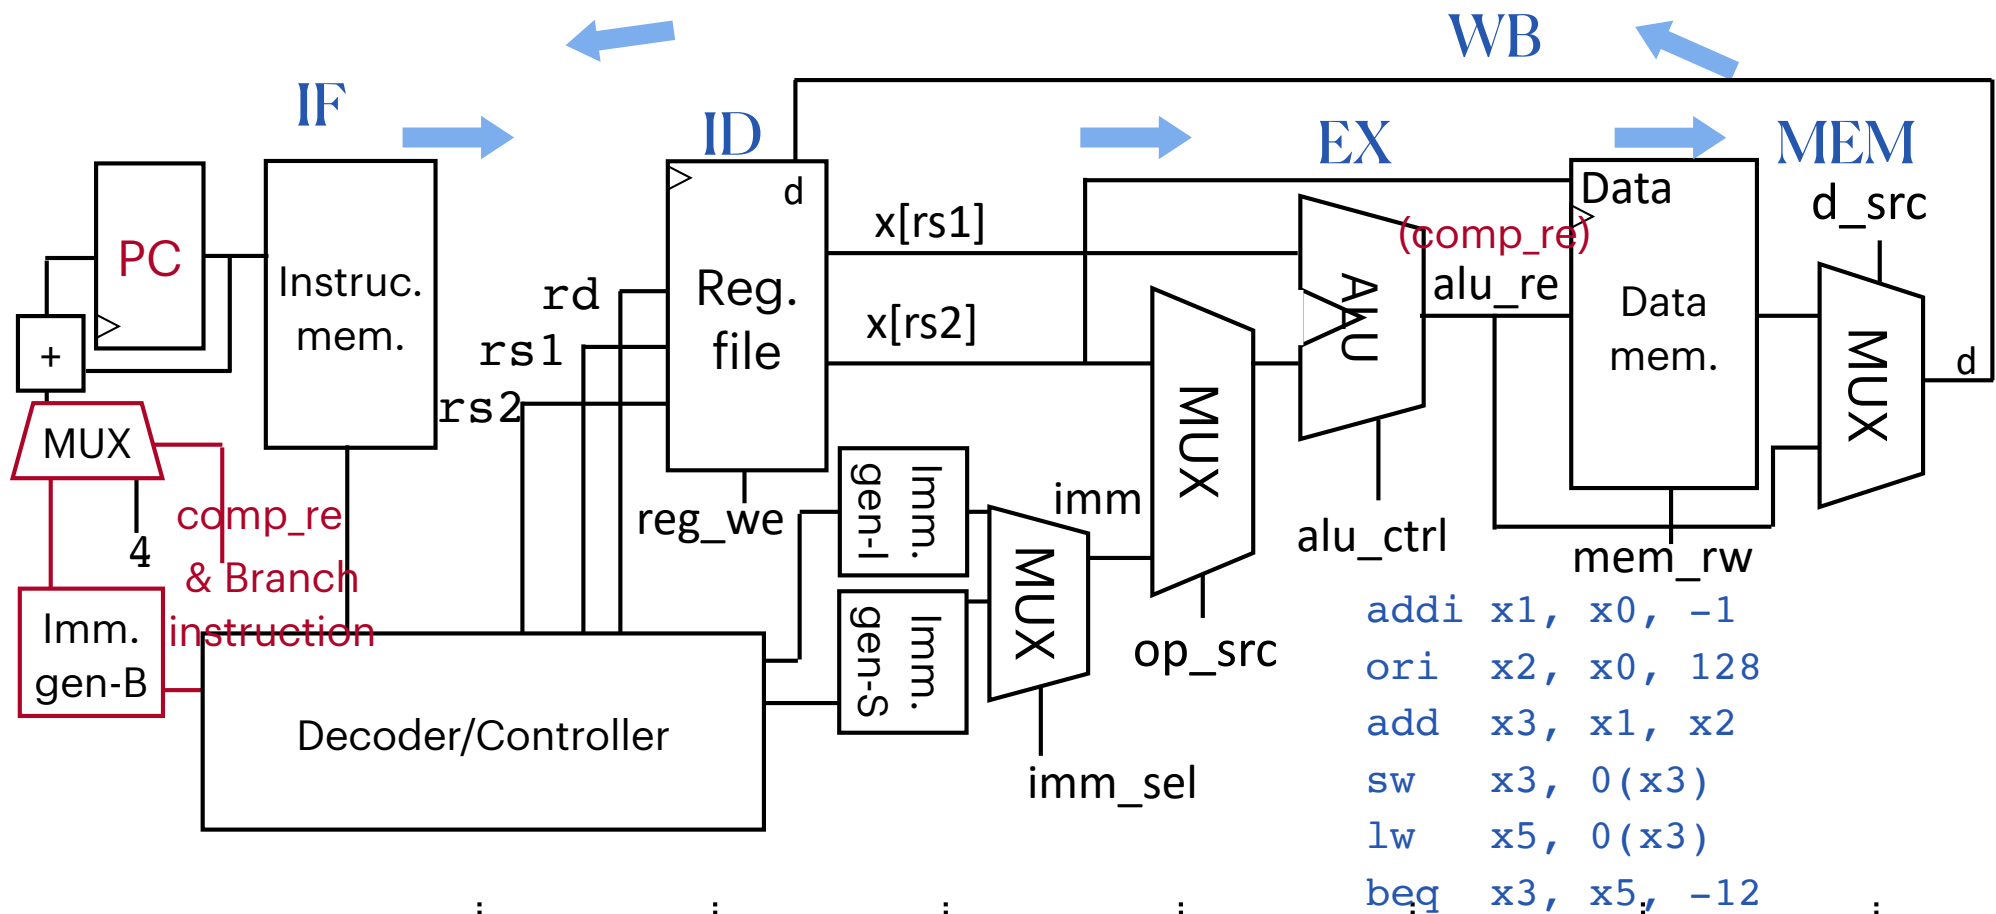 WB
IF
ID
EX
MEM
PC
Instruc.
mem.
+
MUX
4
comp_re
& Branch
instruction
Imm.
gen-B
Decoder/Controller
rd
rs1
rs2
d
Reg.
file
reg_we
x[rs1]
x[rs2]
Imm.
gen-I
Imm.
gen-S
MUX
imm_sel
imm
MUX
op_src
ALU
alu_ctrl
(comp_re)
alu_re
Data
Data
mem.
mem_rw
d_src
MUX
d
addi x1, x0, -1
ori x2, x0, 128
add x3, x1, x2
sw x3, 0(x3)
lw x5, 0(x3)
beq x3, x5, -12